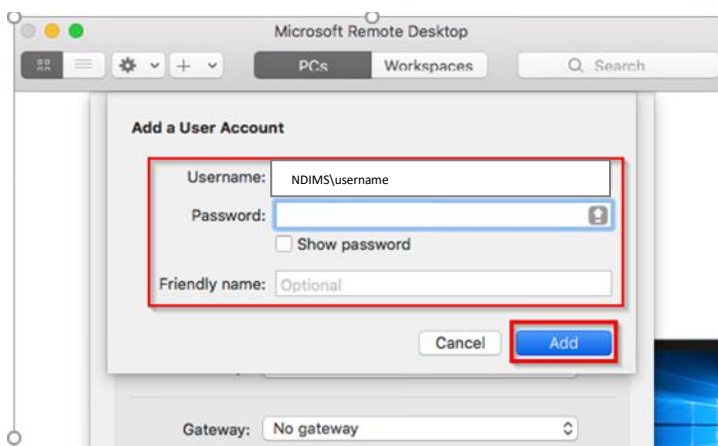 Microsoft Remote Desktop
PCs Workspaces Search
Add a User Account
Username: NDIMS\username
Password:
Show password
Friendly name: Optional
Cancel Add
Gateway: No gateway